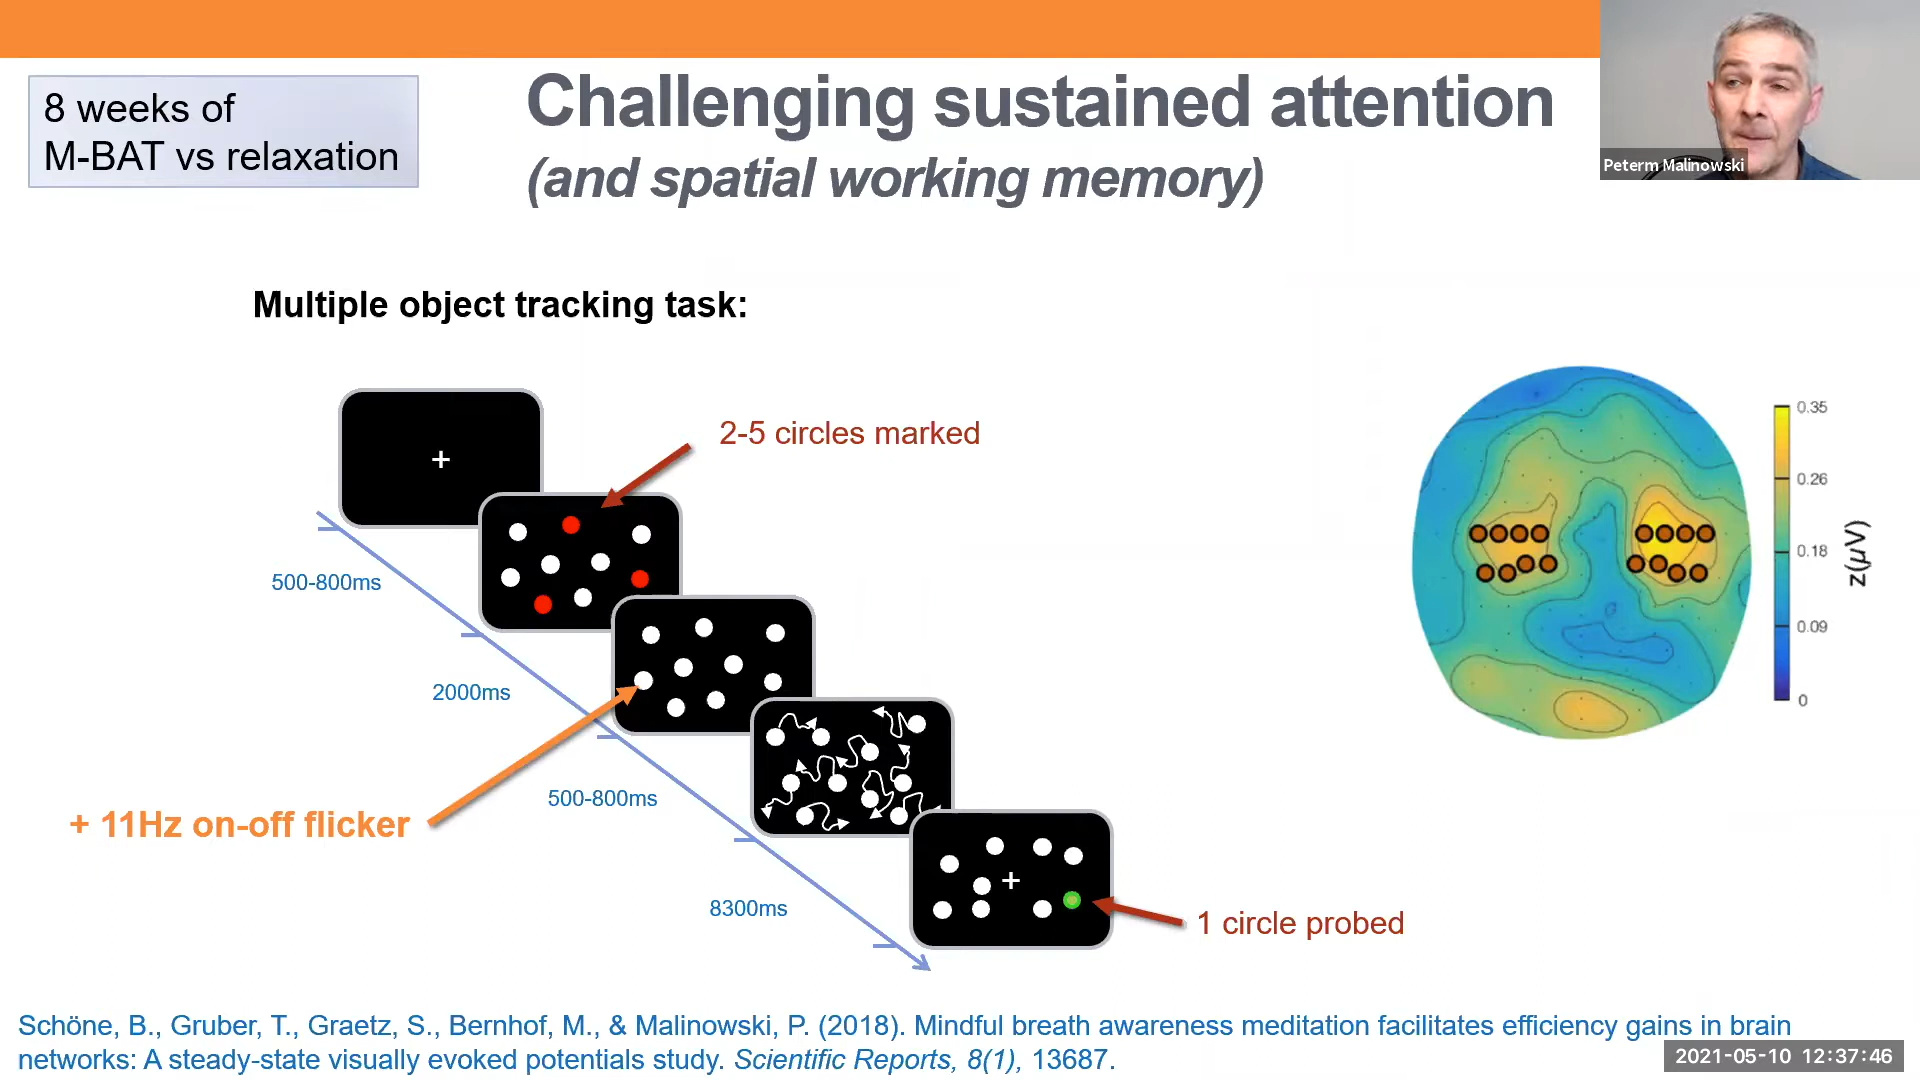 8 weeks of
M-BAT vs relaxation
Challenging sustained attention
(and spatial working memory)
Peterm Malinowski
Multiple object tracking task:
2-5 circles marked
+
500-800ms
2000ms
+ 11Hz on-off flicker
500-800ms
8300ms
+
1 circle probed
0.35
0.26
0.18
0.09
0
z(μV)
Schöne, B., Gruber, T., Graetz, S., Bernhof, M., & Malinowski, P. (2018). Mindful breath awareness meditation facilitates efficiency gains in brain
networks: A steady-state visually evoked potentials study. Scientific Reports, 8(1), 13687.
2021-05-10 12:37:46